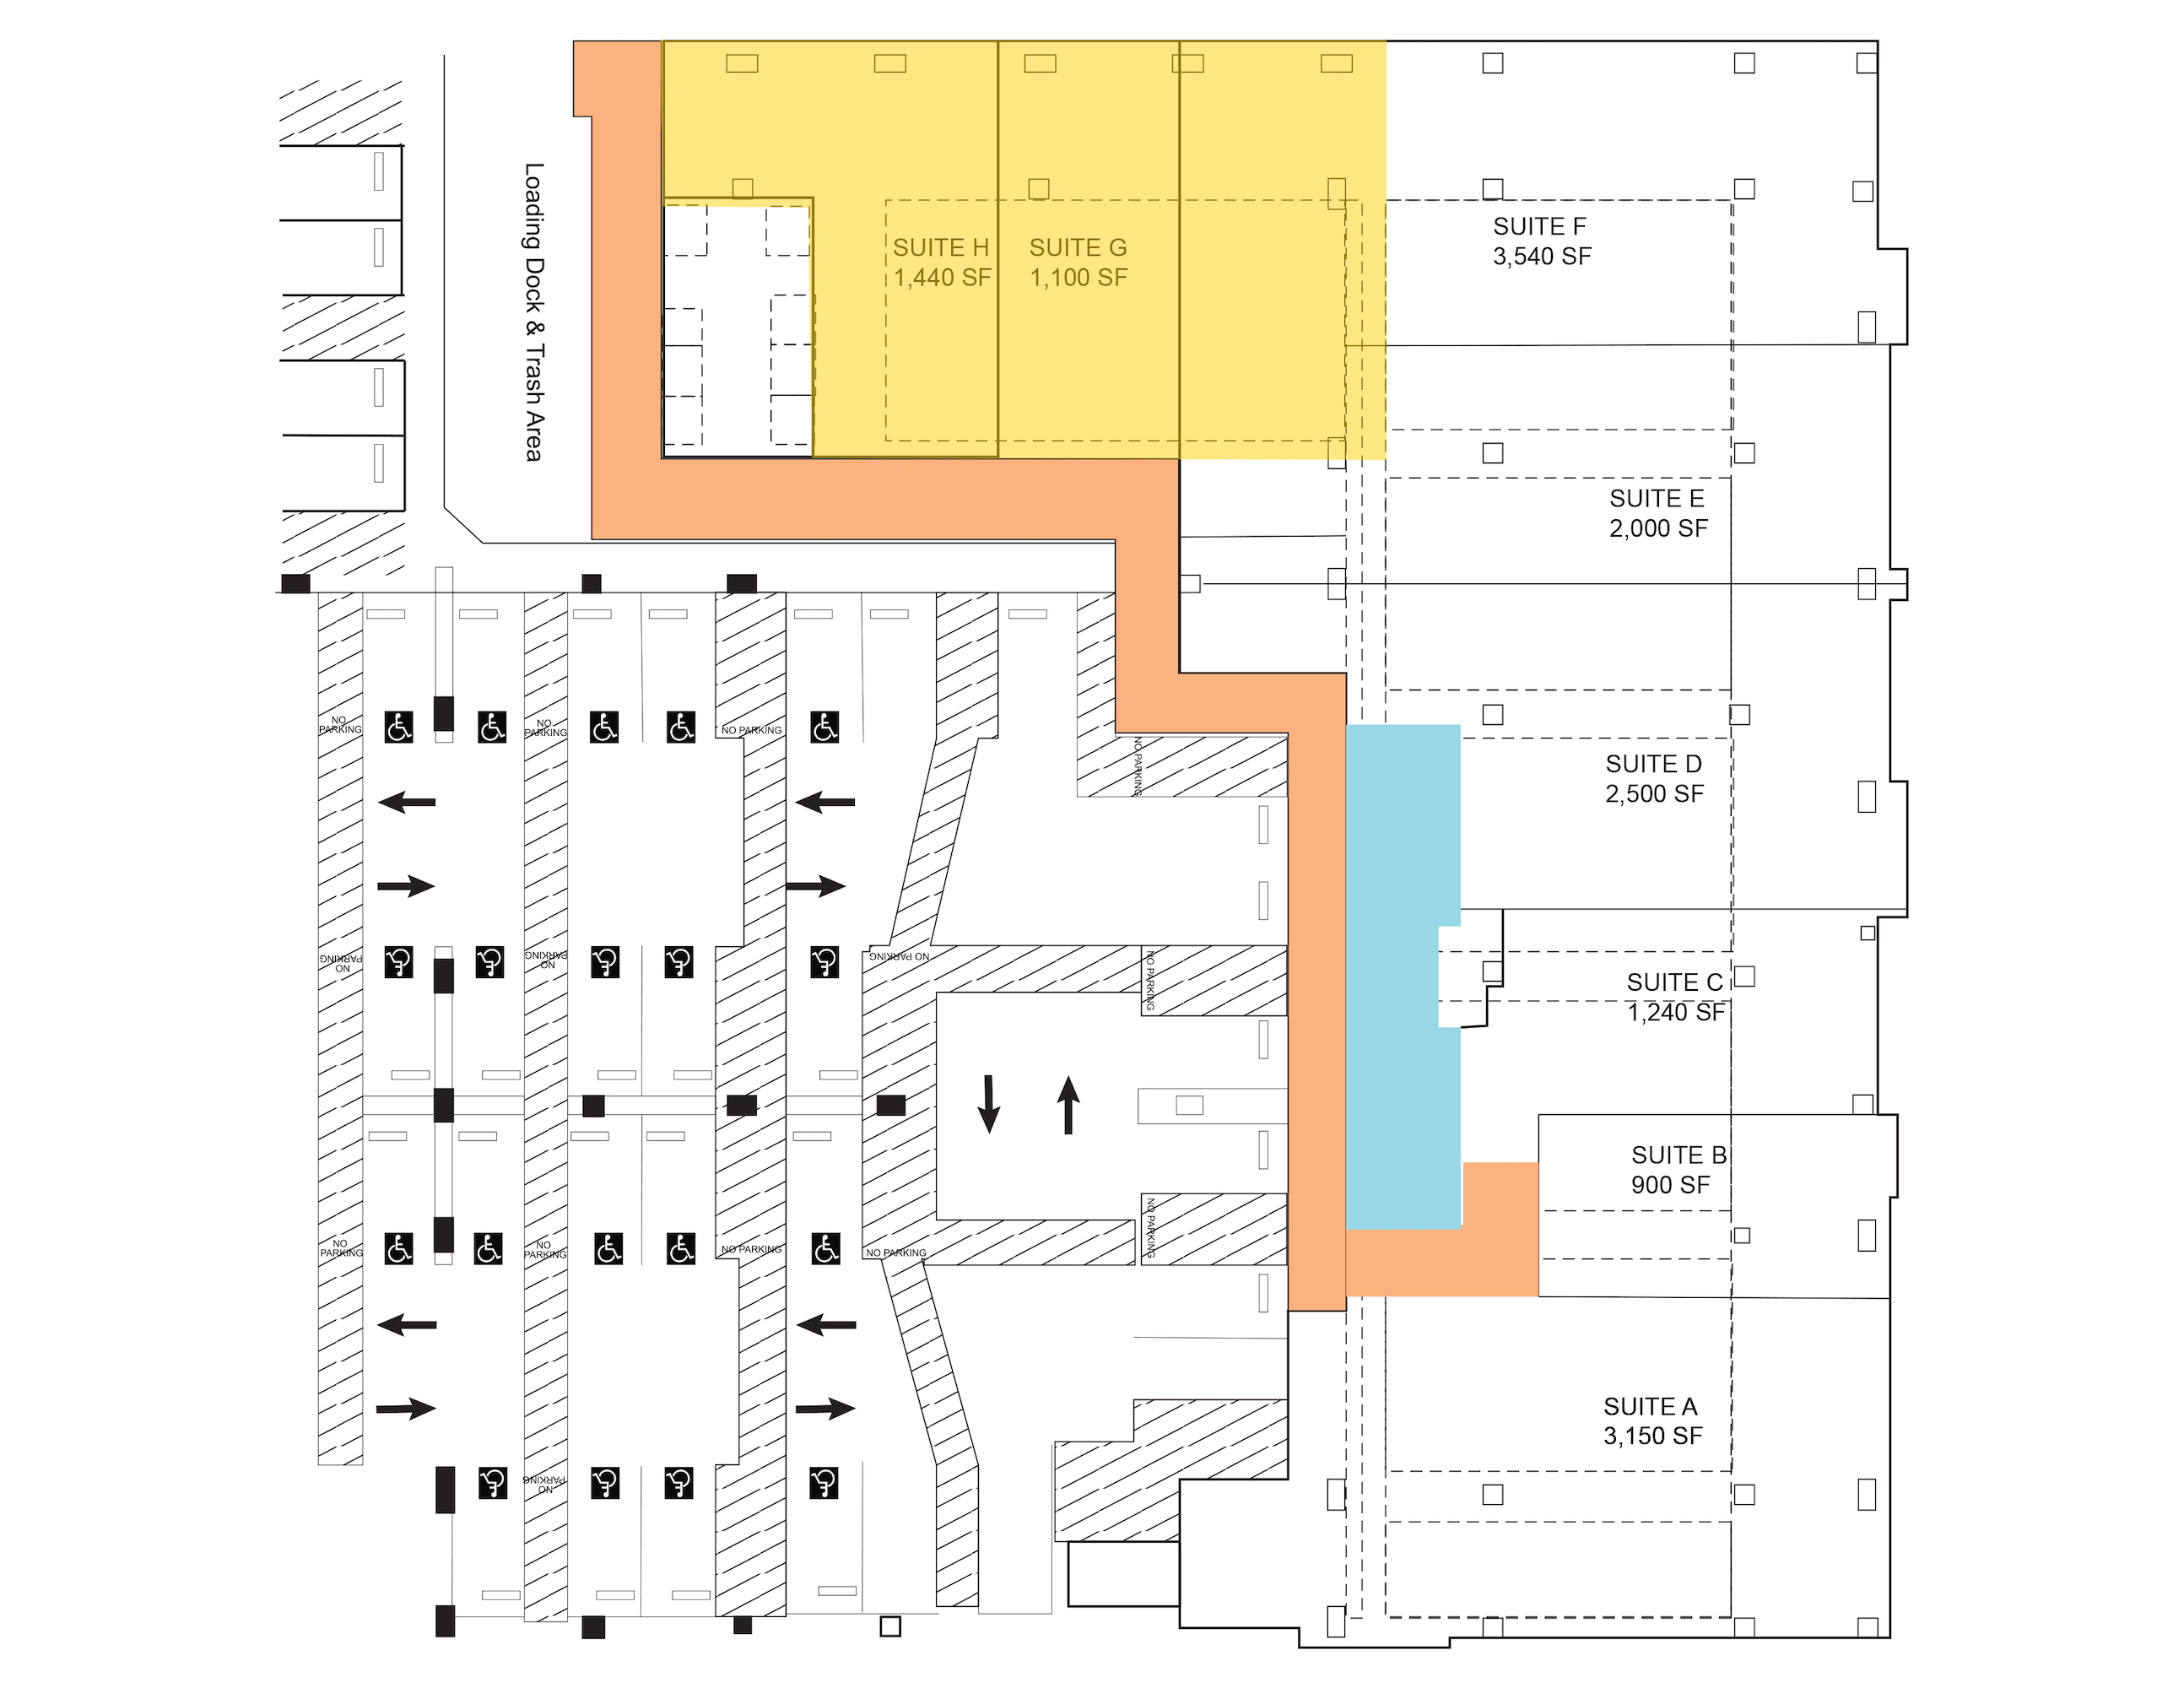 Loading Dock & Trash Area
SUITE H
1,440 SF
SUITE G
1,100 SF
SUITE F
3,540 SF
SUITE E
2,000 SF
SUITE D
2,500 SF
SUITE C
1,240 SF
SUITE B
900 SF
SUITE A
3,150 SF
NO
PARKING
NO
PARKING
NO PARKING
NO PARKING
NO
PARKING
NO
PARKING
NO PARKING
NO PARKING
NO
PARKING
NO
PARKING
NO PARKING
NO PARKING
NO PARKING
NO
PARKING